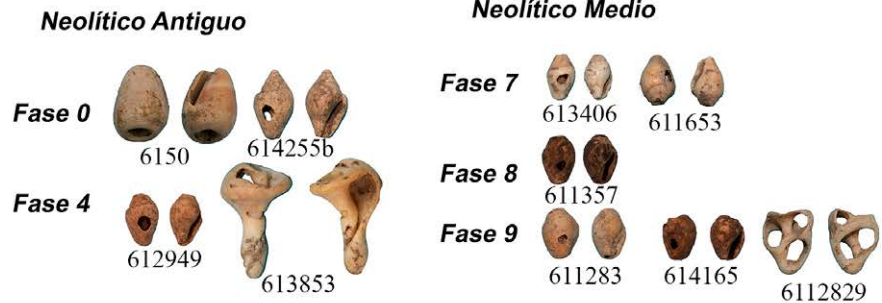 Neolítico Antiguo
Fase 0
6150
614255b
Fase 4
612949
613853
Neolítico Medio
Fase 7
613406
611653
Fase 8
611357
Fase 9
611283
614165
6112829